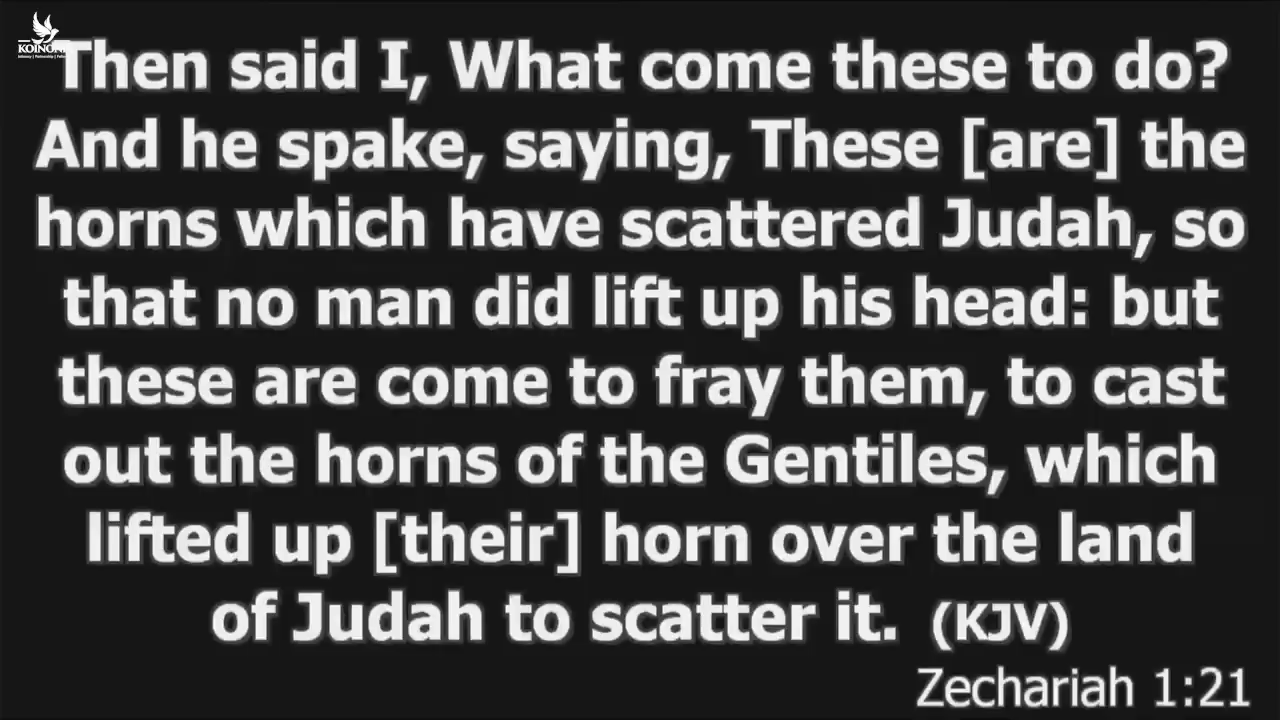 Then said I, What come these to do?
And he spake, saying, These [are] the
horns which have scattered Judah, so
that no man did lift up his head: but
these are come to fray them, to cast
out the horns of the Gentiles, which
lifted up [their] horn over the land
of Judah to scatter it. (KJV)
Zechariah 1:21